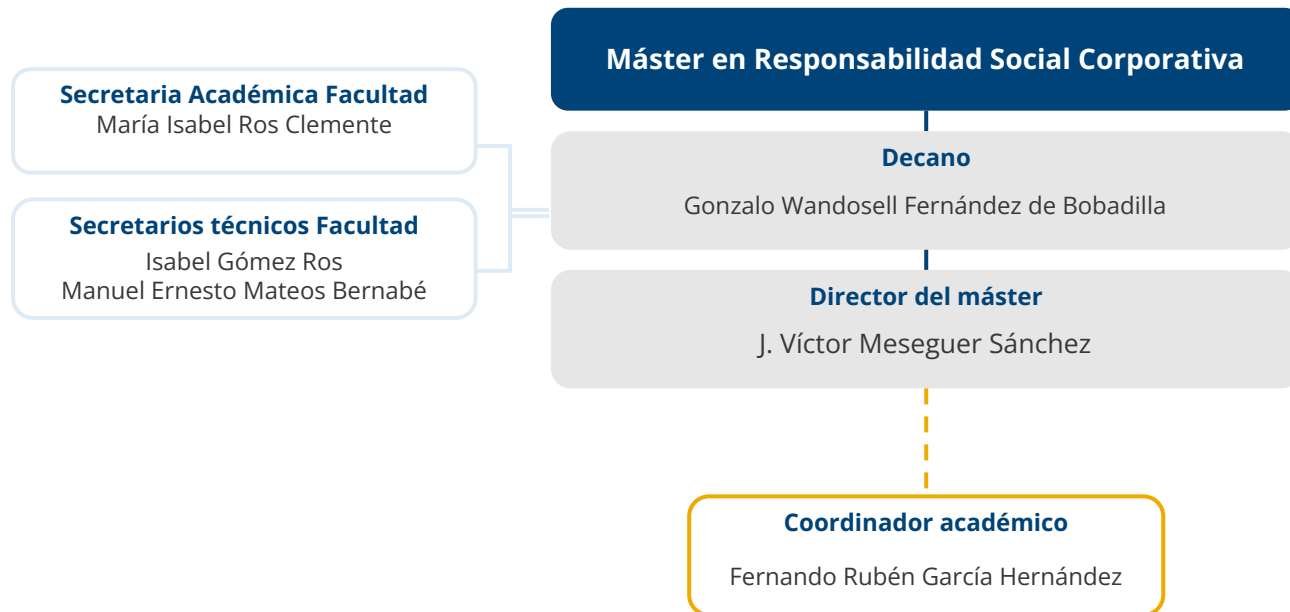 Máster en Responsabilidad Social Corporativa
Secretaria Académica Facultad
María Isabel Ros Clemente
Secretarios técnicos Facultad
Isabel Gómez Ros
Manuel Ernesto Mateos Bernabé
Decano
Gonzalo Wandosell Fernández de Bobadilla
Director del máster
J. Víctor Meseguer Sánchez
Coordinador académico
Fernando Rubén García Hernández